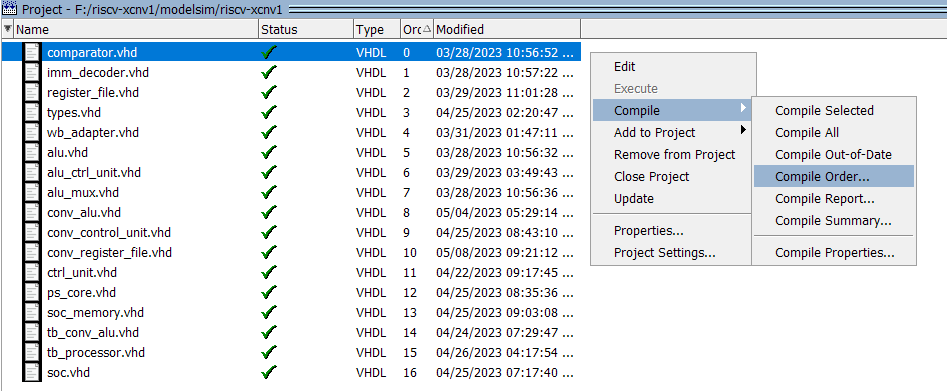 Project - F:/riscv-xcnv1/modelsim/riscv-xcnv1
Name Status Type Orc Modified
comparator.vhd VHDL 0 03/28/2023 10:56:52 ...
imm_decoder.vhd VHDL 1 03/28/2023 10:57:22 ...
register_file.vhd VHDL 2 03/29/2023 11:01:28 ...
types.vhd VHDL 3 04/25/2023 02:20:47 ...
wb_adapter.vhd VHDL 4 03/31/2023 01:47:11 ...
alu.vhd VHDL 5 03/28/2023 10:56:32 ...
alu_ctrl_unit.vhd VHDL 6 03/29/2023 03:49:43 ...
alu_mux.vhd VHDL 7 03/28/2023 10:56:36 ...
conv_alu.vhd VHDL 8 05/04/2023 05:29:14 ...
conv_control_unit.vhd VHDL 9 04/25/2023 08:43:10 ...
conv_register_file.vhd VHDL 10 05/08/2023 09:21:12 ...
ctrl_unit.vhd VHDL 11 04/22/2023 09:17:45 ...
ps_core.vhd VHDL 12 04/25/2023 08:35:36 ...
soc_memory.vhd VHDL 13 04/25/2023 09:03:08 ...
tb_conv_alu.vhd VHDL 14 04/24/2023 07:29:47 ...
tb_processor.vhd VHDL 15 04/26/2023 04:17:54 ...
soc.vhd VHDL 16 04/25/2023 07:17:40 ...
Edit
Execute
Compile
Add to Project
Remove from Project
Close Project
Update
Properties...
Project Settings...
Compile Selected
Compile All
Compile Out-of-Date
Compile Order...
Compile Report...
Compile Summary...
Compile Properties...